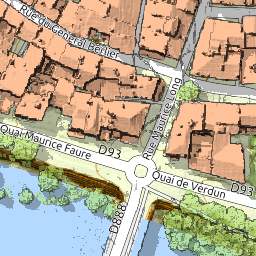 Rue du Général Berlier
Rue Maurice Long
Quai Maurice Faure
D93
Quai de Verdun
D93
D888